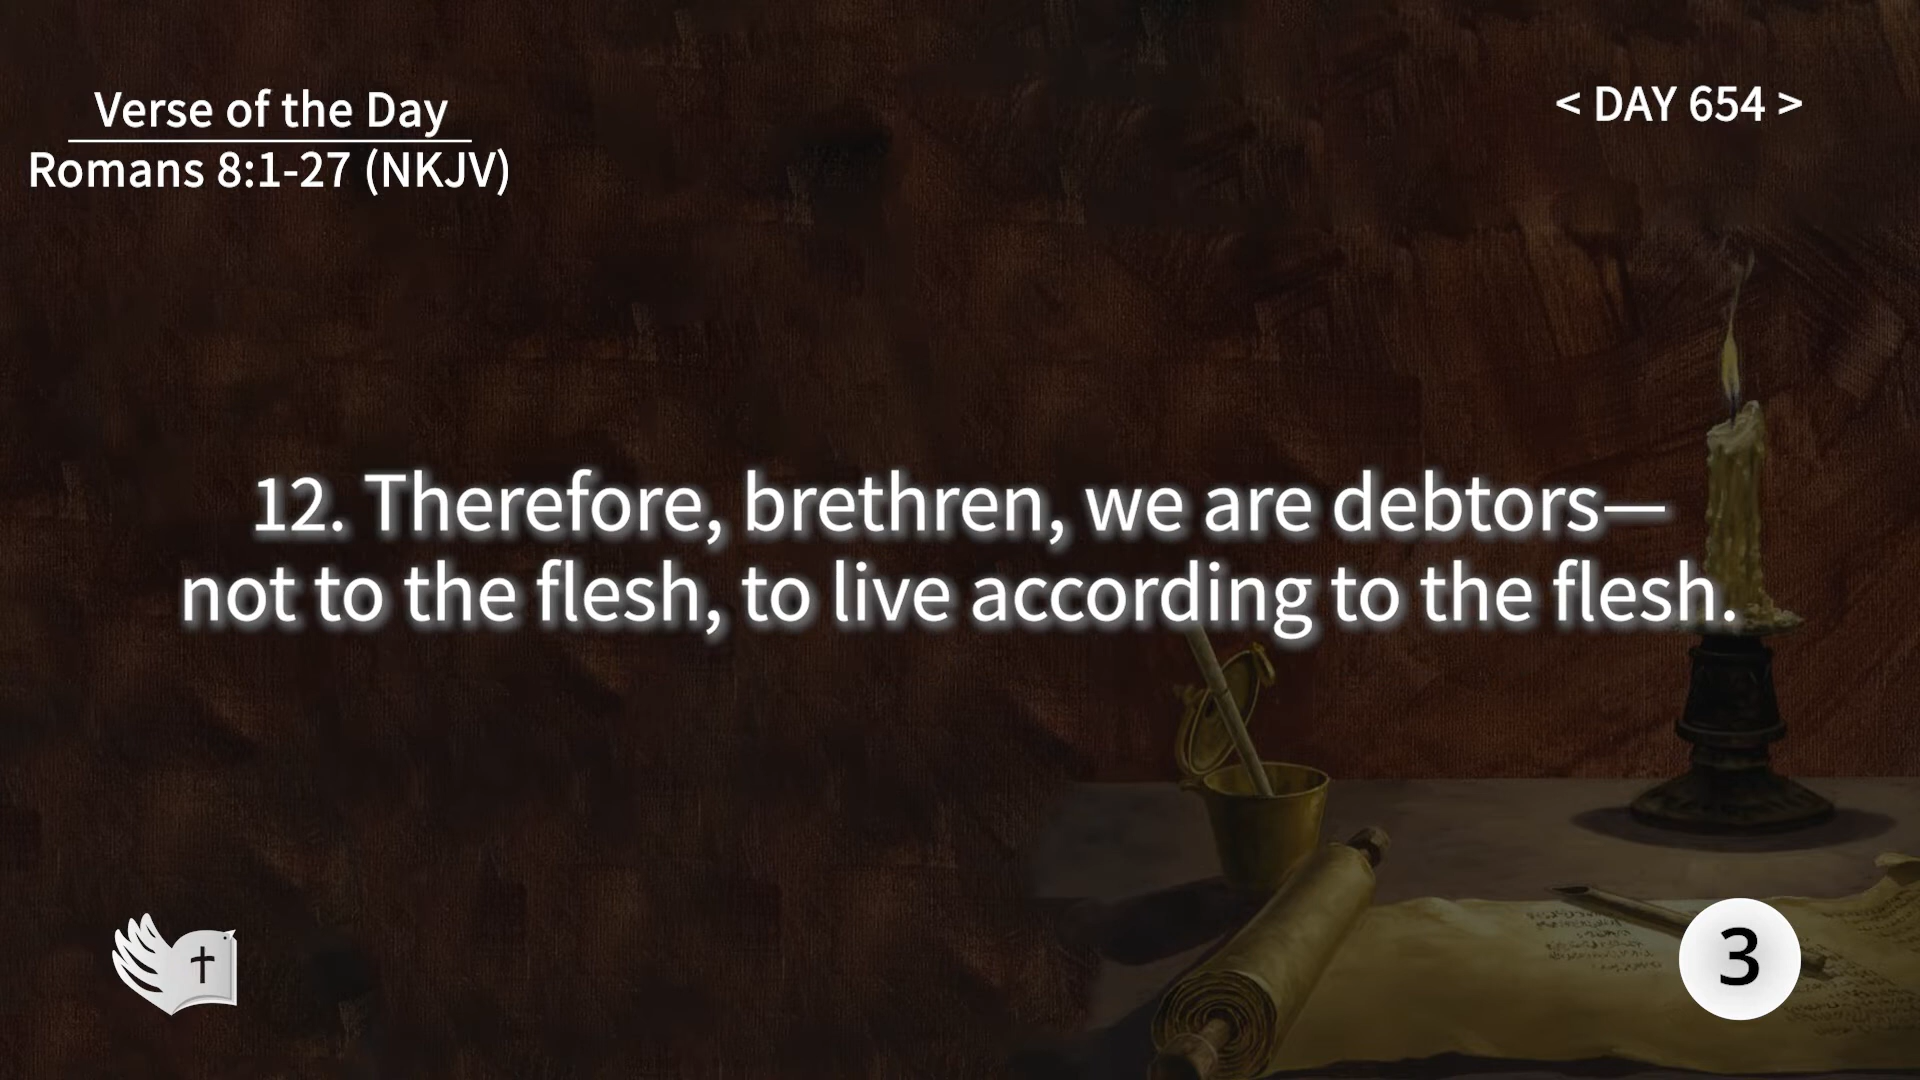 Verse of the Day
Romans 8:1-27 (NKJV)
< DAY 654 >
12. Therefore, brethren, we are debtors—
not to the flesh, to live according to the flesh.
3